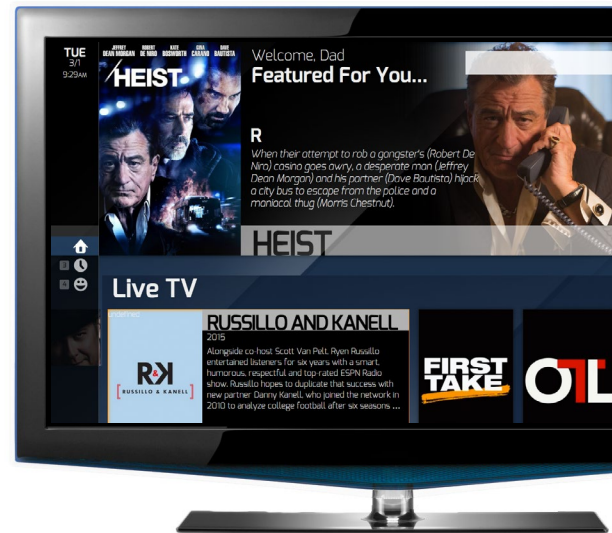 TUE
3/1
9:29AM
JEFFREY DEAN MORGAN ROBERT DE NIRO KATE BOSWORTH GINA CARANO DAVE BAUTISTA
HEIST
Welcome, Dad
Featured For You...
R
When their attempt to rob a gangster's (Robert De
Niro) casino goes awry, a desperate man (Jeffrey
Dean Morgan) and his partner (Dave Bautista) hijack
a city bus to escape from the police and a
maniacal thug (Morris Chestnut).
HEIST
Live TV
undefined
R&K
[RUSSILLO & KANELL]
RUSSILLO AND KANELL
2015
Alongside co-host Scott Van Pelt, Ryen Russillo
entertained listeners for six years with a smart,
humorous, respectful and top-rated ESPN Radio
show. Russillo hopes to duplicate that success with
new partner Danny Kanell, who joined the network in
2010 to analyze college football after six seasons ...
FIRST
TAKE
OTL